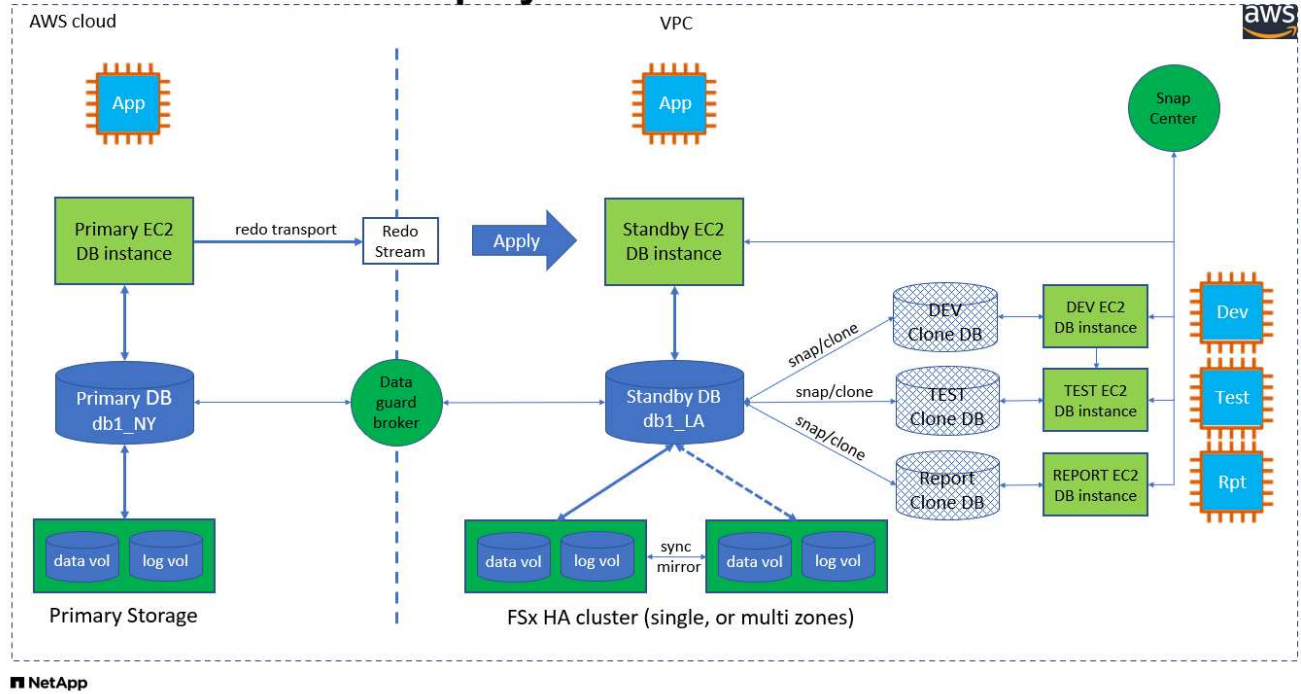 AWS cloud
VPC
aws
App
App
Snap
Center
Primary EC2
DB instance
redo transport
Redo
Stream
Apply
Standby EC2
DB instance
DEV
Clone DB
DEV EC2
DB instance
Dev
snap/clone
Primary DB
db1_NY
Data
guard
broker
Standby DB
db1_LA
snap/clone
TEST
Clone DB
TEST EC2
DB instance
Test
snap/clone
Report
Clone DB
REPORT EC2
DB instance
Rpt
data vol
log vol
data vol
log vol
sync
mirror
data vol
log vol
Primary Storage
FSx HA cluster (single, or multi zones)
NetApp